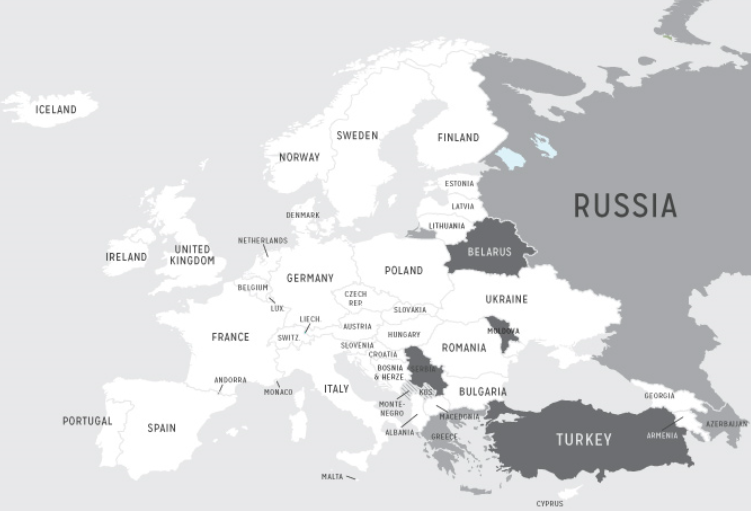 ICELAND
SWEDEN
FINLAND
NORWAY
ESTONIA
RUSSIA
LATVIA
DENMARK
LITHUANIA
NETHERLANDS
IRELAND
UNITED
KINGDOM
BELARUS
POLAND
GERMANY
BELGIUM
CZECH
REP
UKRAINE
LUX
SLOVAKIA
LIECH
AUSTRIA
MOLDOVA
FRANCE
SWITZ
HUNGARY
SLOVENIA
ROMANIA
CROATIA
BOSNIA
& HERZE
SERBIA
ANDORRA
MONACO
ITALY
KOS
BULGARIA
GEORGIA
MONTE-
NEGRO
MACEDONIA
PORTUGAL
SPAIN
AZERBAIJAN
ALBANIA
GREECE
TURKEY
ARMENIA
MALTA
CYPRUS